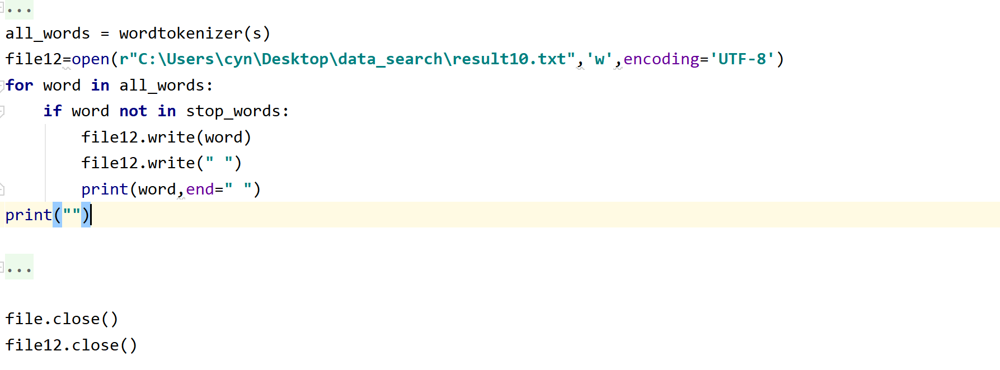 ...
all_words = wordtokenizer(s)
file12=open(r"C:\Users\cyn\Desktop\data_search\result10.txt",'w',encoding='UTF-8')
for word in all_words:
    if word not in stop_words:
        file12.write(word)
        file12.write(" ")
        print(word,end=" ")
print("")
...
file.close()
file12.close()